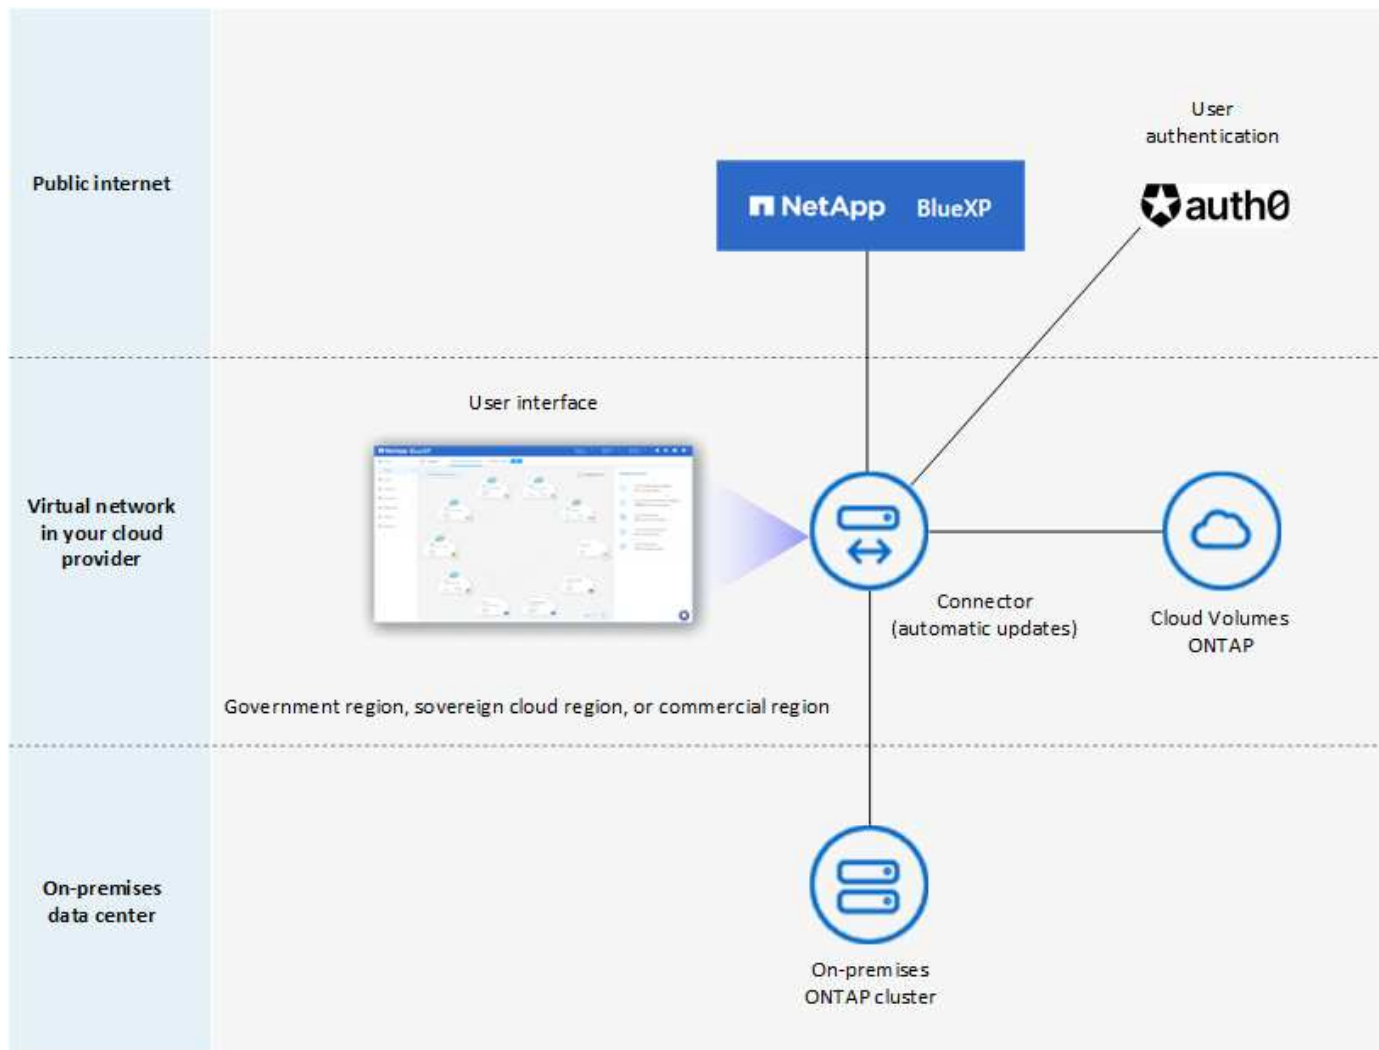 Public internet
NetApp BlueXP
User
authentication
auth0
Virtual network
in your cloud
provider
User interface
Connector
(automatic updates)
Cloud Volumes
ONTAP
Government region, sovereign cloud region, or commercial region
On-premises
data center
On-premises
ONTAP cluster